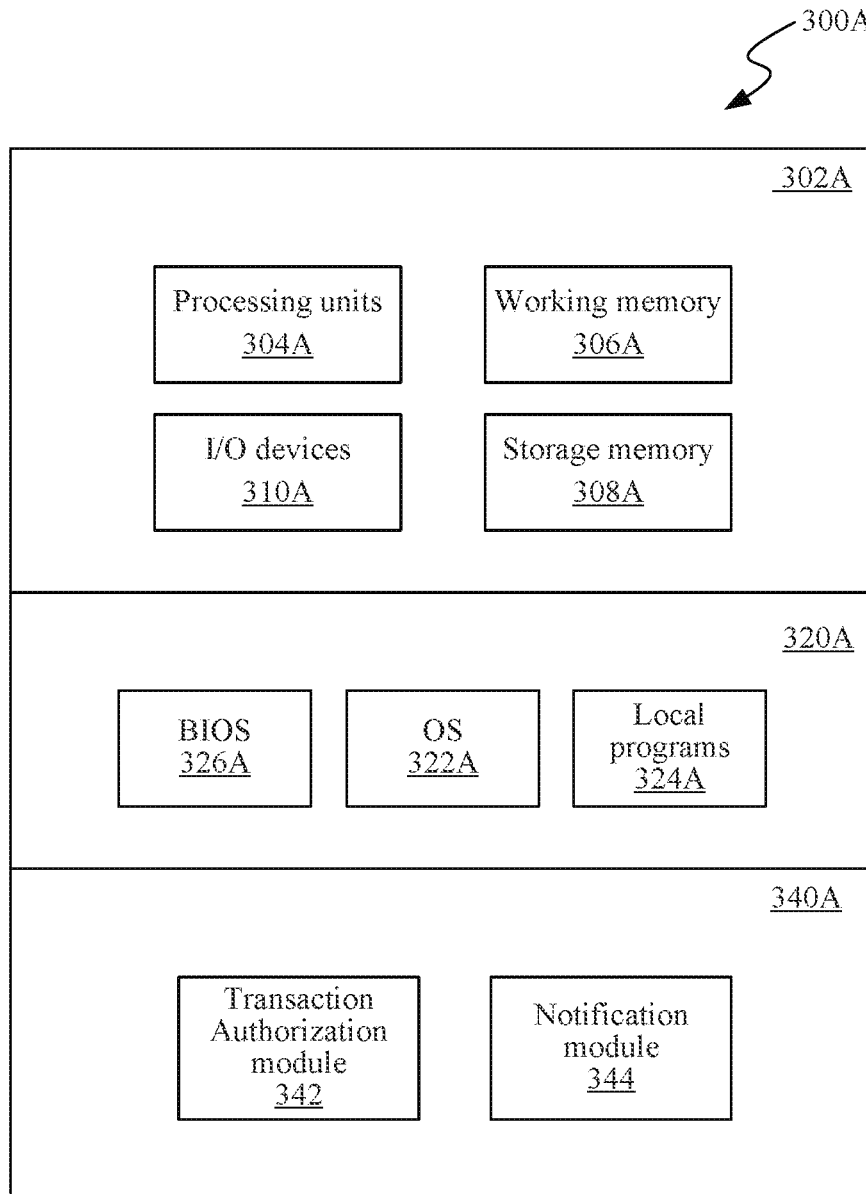 300A
302A
Processing units
304A
Working memory
306A
I/O devices
310A
Storage memory
308A
320A
BIOS
326A
OS
322A
Local
programs
324A
340A
Transaction
Authorization
module
342
Notification
module
344